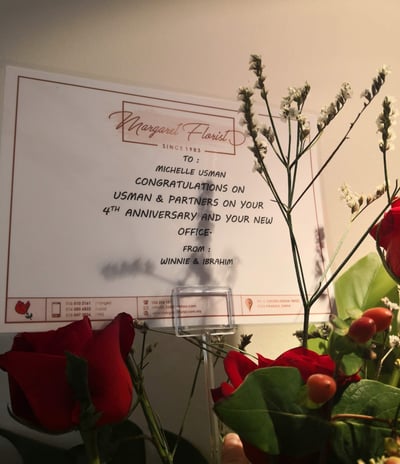 Margaret Florist
SINCE 1985
TO :
MICHELLE USMAN
CONGRATULATIONS ON
USMAN & PARTNERS ON YOUR
4TH ANNIVERSARY AND YOUR NEW
OFFICE-
FROM :
WINNIE & IBRAHIM